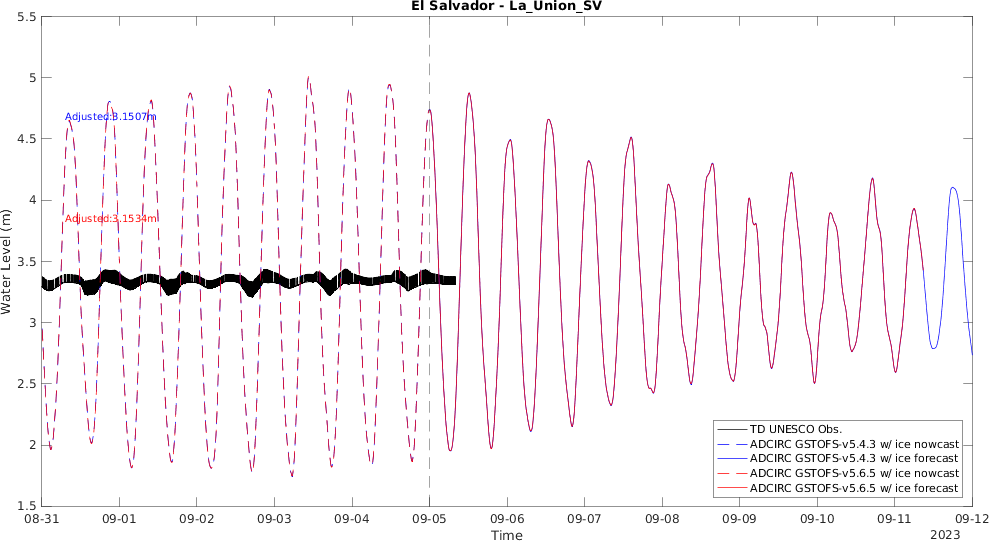 El Salvador - La_Union_SV
5.5
5
4.5
4
3.5
3
2.5
2
1.5
Water Level (m)
Adjusted:3.1507m
Adjusted:3.1534m
TD UNESCO Obs.
ADCIRC GSTOFS-v5.4.3 w/ ice nowcast
ADCIRC GSTOFS-v5.4.3 w/ ice forecast
ADCIRC GSTOFS-v5.6.5 w/ ice nowcast
ADCIRC GSTOFS-v5.6.5 w/ ice forecast
08-31 09-01 09-02 09-03 09-04 09-05 09-06 09-07 09-08 09-09 09-10 09-11 09-12
Time
2023